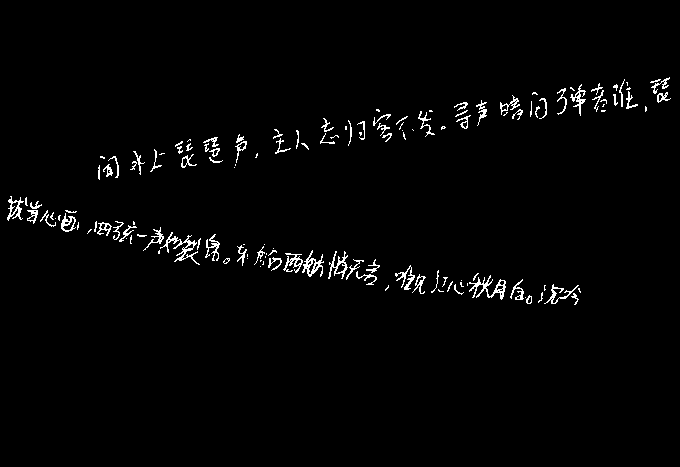 闻水上琵琶声，主人忘归客不发。寻声暗问弹者谁，琵
拔当心画，四弦一声如裂帛。东船西舫悄无言，唯见江心秋月白。沉吟